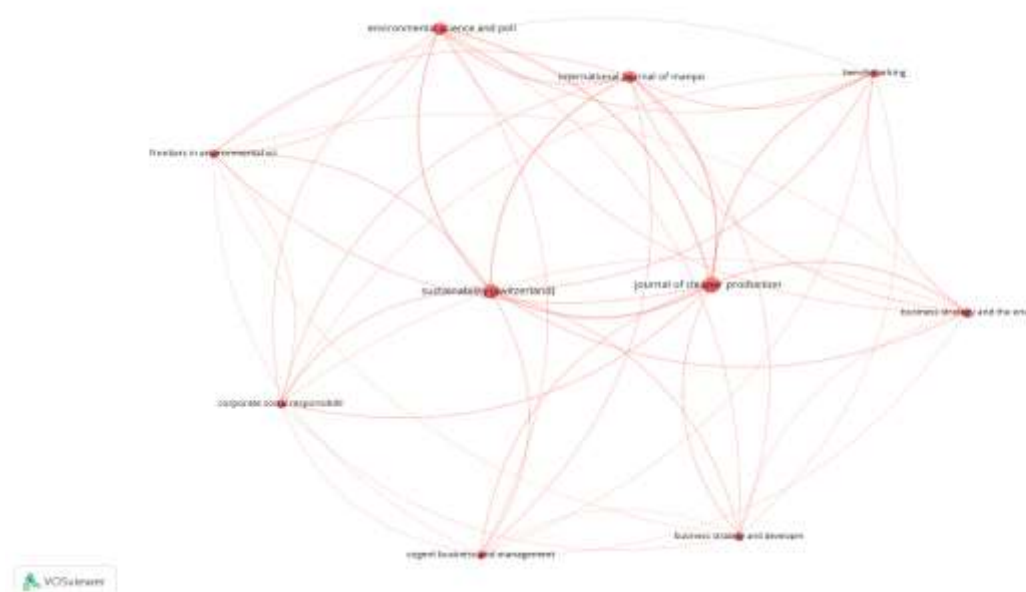 environmental science and poll
international journal of manpo
benchmarking
frontiers in environmental sci
sustainability (switzerland)
journal of cleaner production
business strategy and the env
corporate social responsibilit
cogent business and management
business strategy and developm
VOSviewer